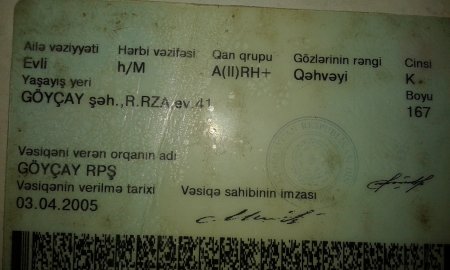 Ailə vəziyyəti Hərbi vəzifəsi Qan qrupu Gözlərinin rəngi Cinsi
Evli h/M A(II)RH+ Qəhvəyi K
Yaşayış yeri Boyu
GÖYÇAY şəh.,R.RZA,ev.41 167
Vəsiqəni verən orqanın adı
GÖYÇAY RPŞ
Vəsiqənin verilmə tarixi Vəsiqə sahibinin imzası
03.04.2005